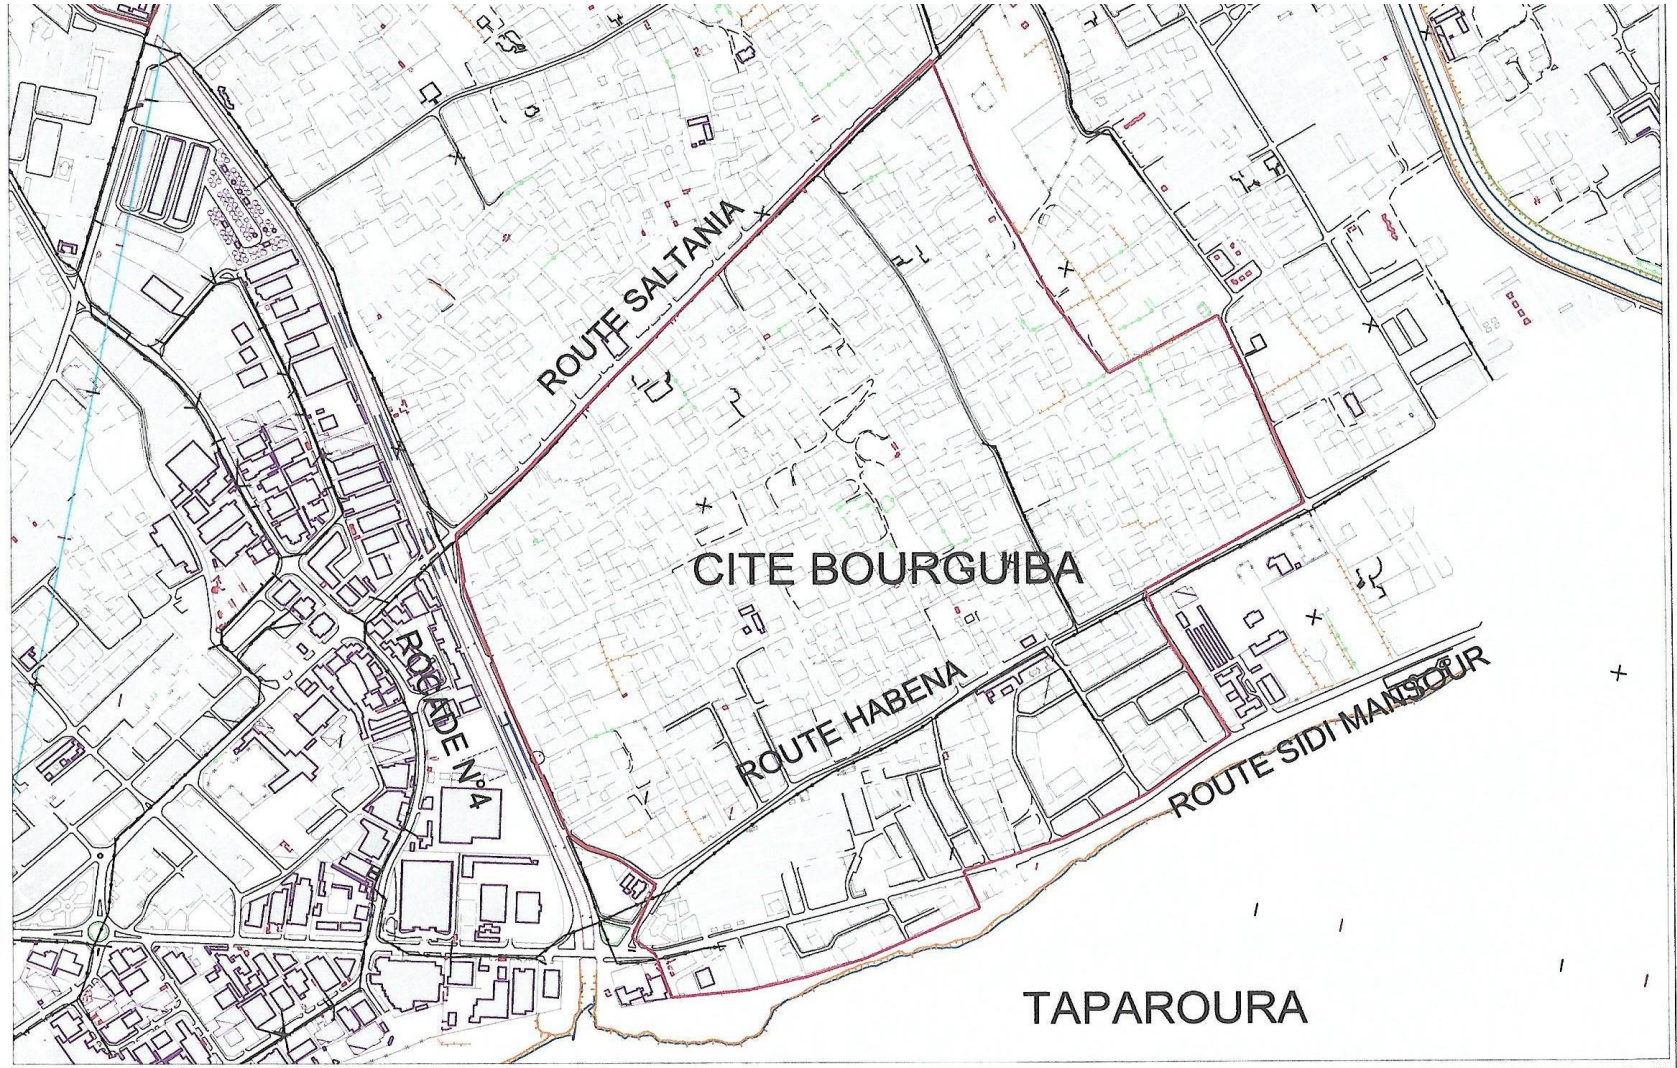 ROUTE SALTANIA
CITE BOURGUIBA
ROCADE N°4
ROUTE HABENA
ROUTE SIDI MANSOUR
TAPAROURA